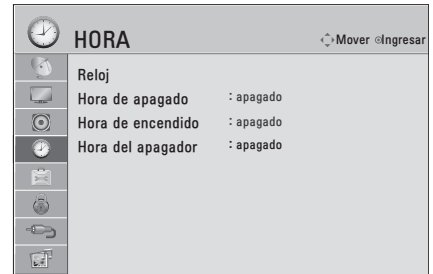 HORA
Mover Ingresar
Reloj
Hora de apagado : apagado
Hora de encendido : apagado
Hora del apagador : apagado